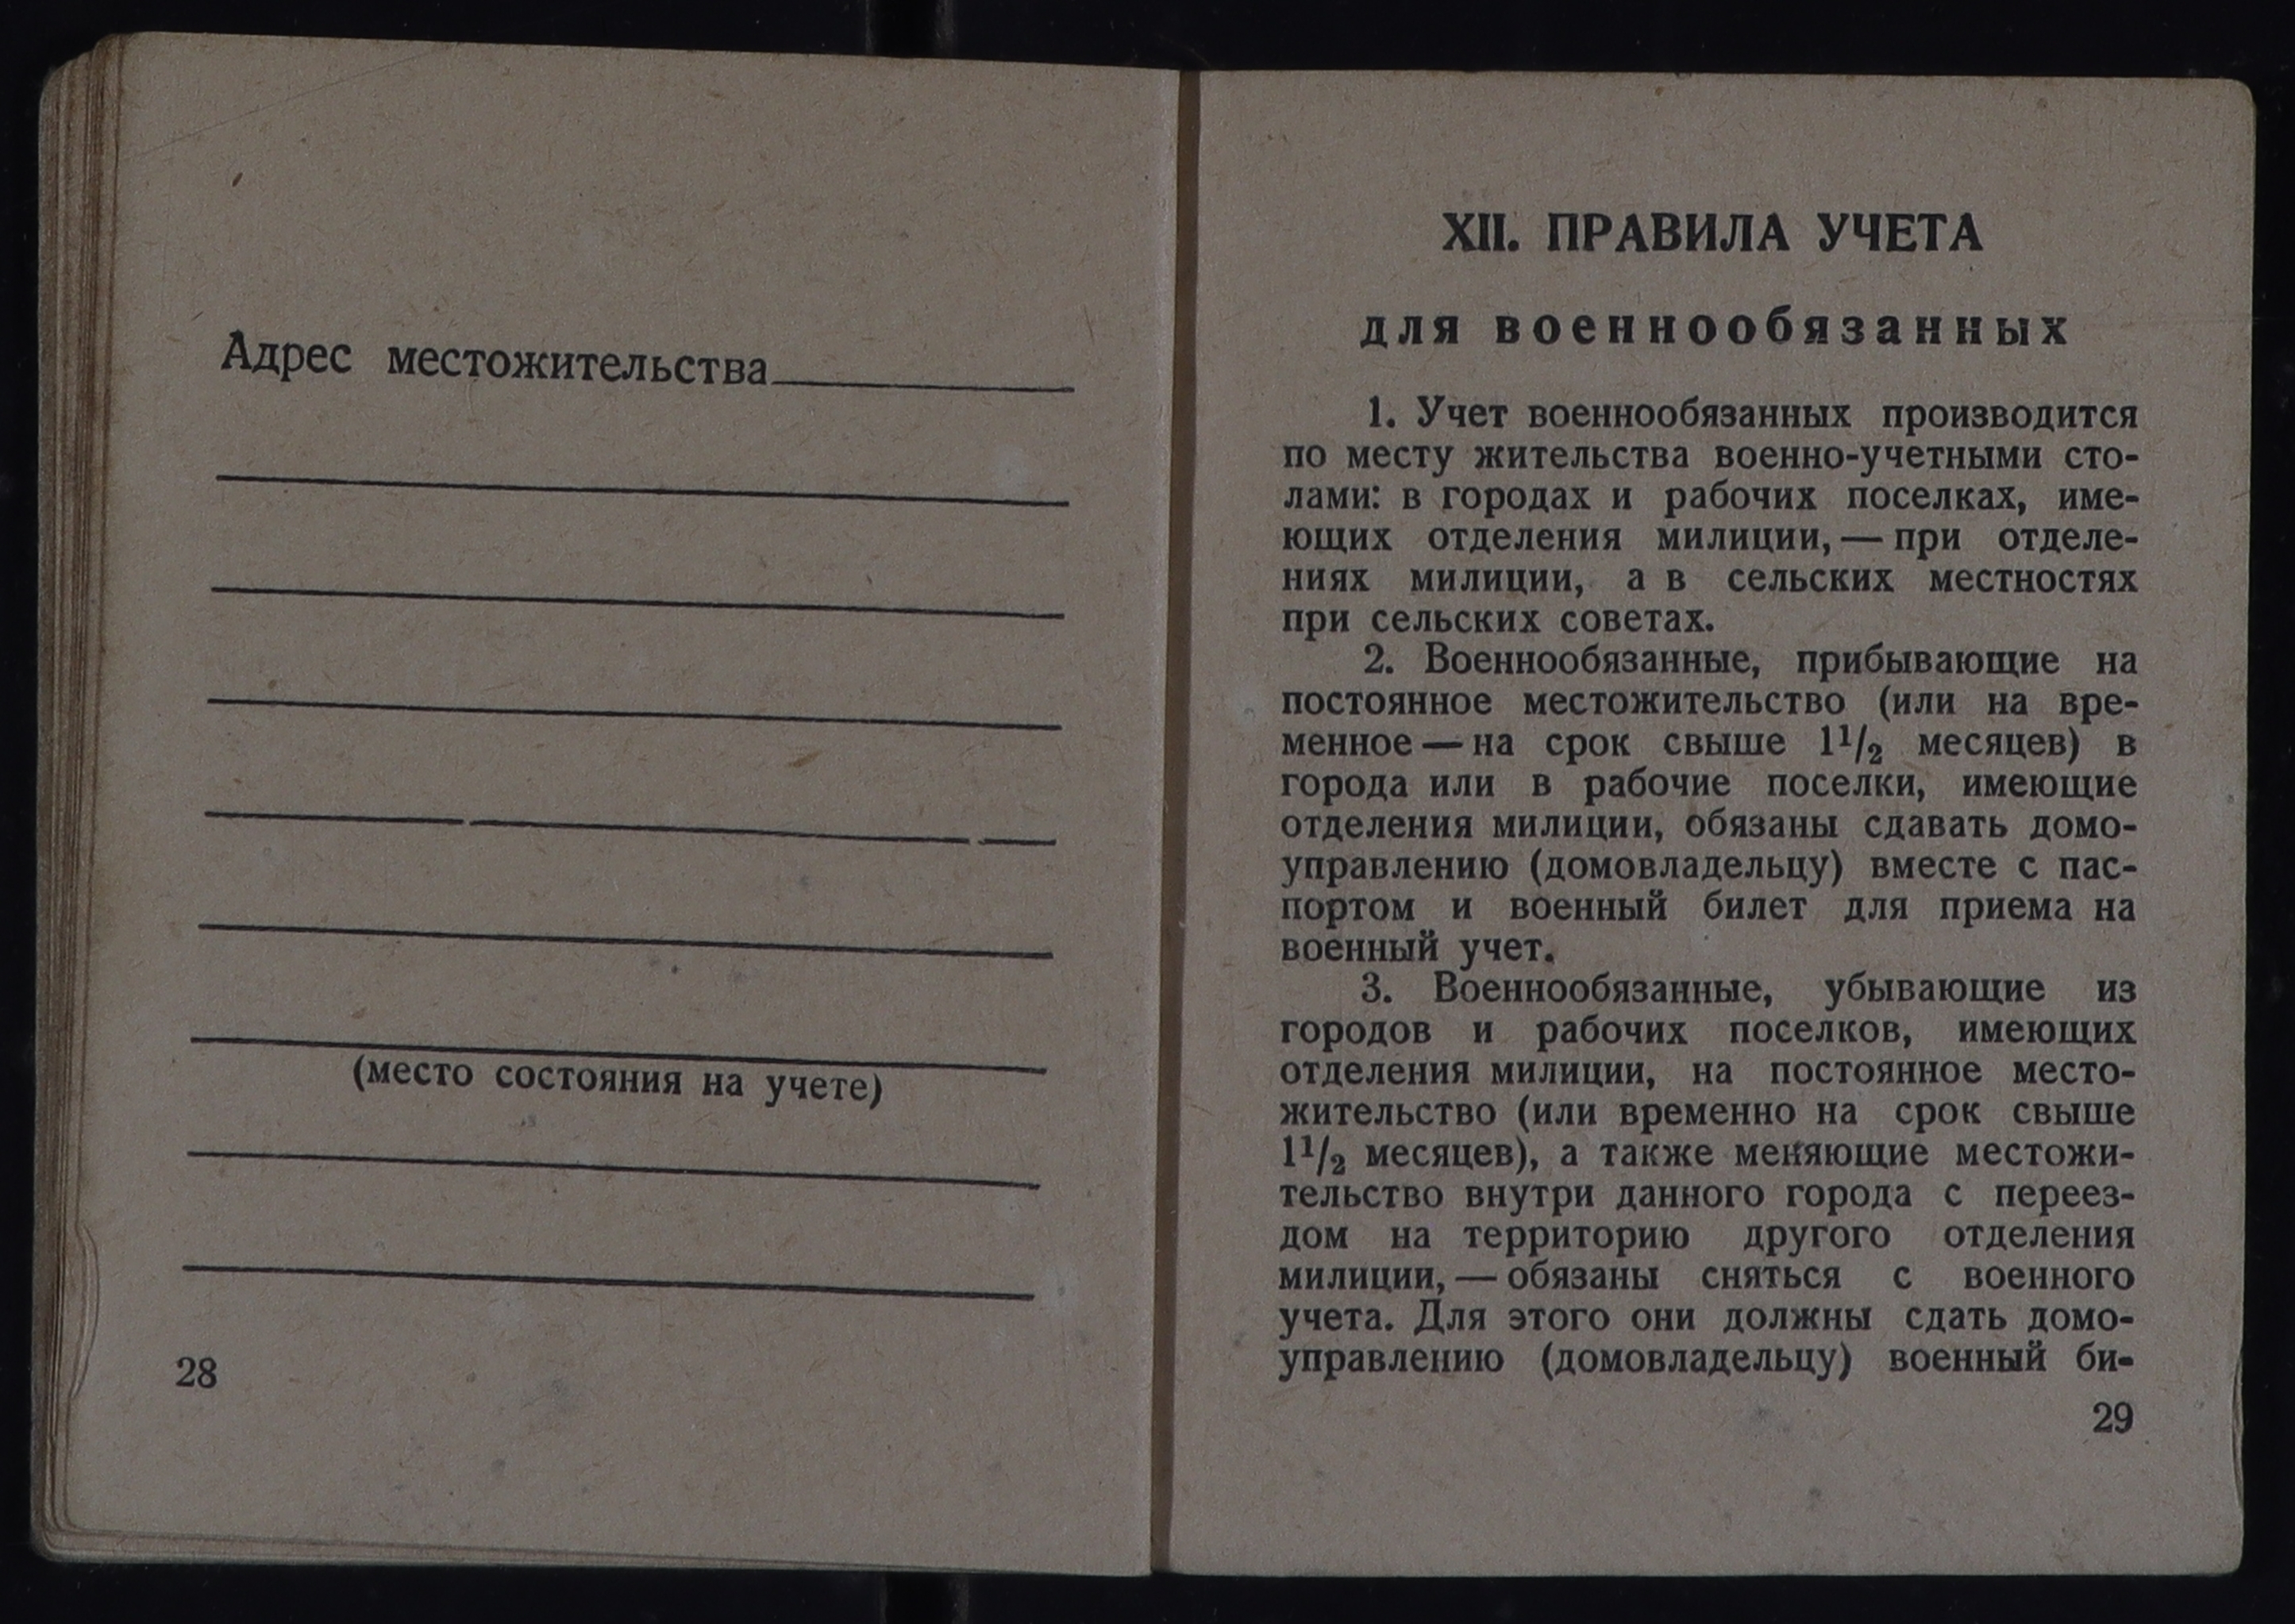 Адрес местожительства
(место состояния на учете)
28
XII. ПРАВИЛА УЧЕТА
для военнообязанных
1. Учет военнообязанных производится
по месту жительства военно-учетными сто-
лами: в городах и рабочих поселках, име-
ющих отделения милиции, — при отделе-
ниях милиции, а в сельских местностях
при сельских советах.
2. Военнообязанные, прибывающие на
постоянное местожительство (или на вре-
менное — на срок свыше 1¹/₂ месяцев) в
города или в рабочие поселки, имеющие
отделения милиции, обязаны сдавать домо-
управлению (домовладельцу) вместе с пас-
портом и военный билет для приема на
военный учет.
3. Военнообязанные, убывающие из
городов и рабочих поселков, имеющих
отделения милиции, на постоянное место-
жительство (или временно на срок свыше
1¹/₂ месяцев), а также меняющие местожи-
тельство внутри данного города с переез-
дом на территорию другого отделения
милиции, — обязаны сняться с военного
учета. Для этого они должны сдать домо-
управлению (домовладельцу) военный би-
29